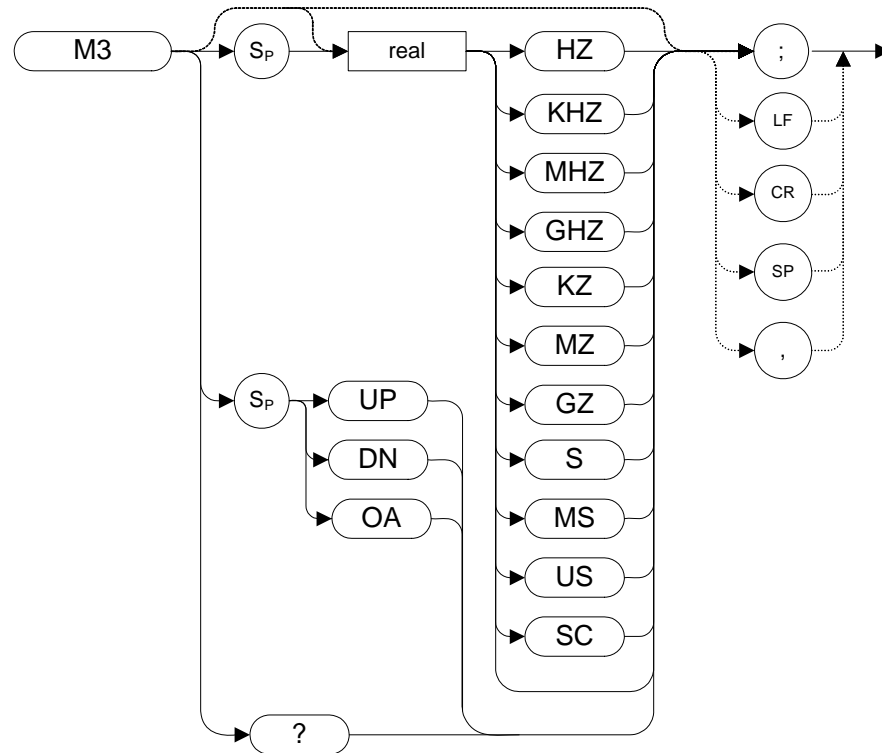 M3
SP
real
HZ
;
KHZ
LF
MHZ
CR
GHZ
KZ
SP
MZ
,
SP
UP
GZ
DN
S
OA
MS
US
SC
?